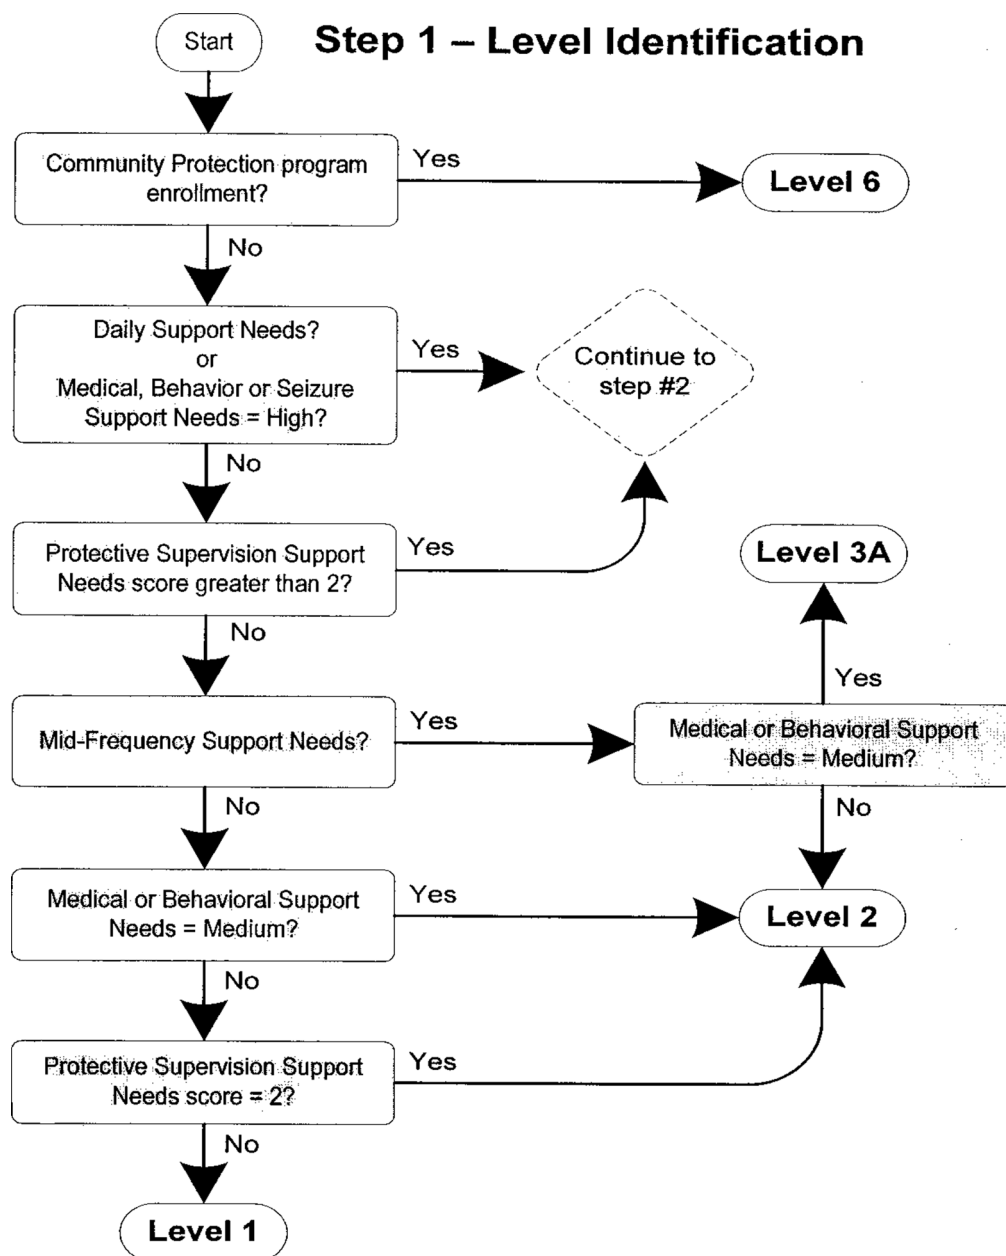 Start
Step 1 – Level Identification
Community Protection program
enrollment?
Yes
Level 6
No
Daily Support Needs?
or
Medical, Behavior or Seizure
Support Needs = High?
Yes
Continue to
step #2
No
Protective Supervision Support
Needs score greater than 2?
Yes
Level 3A
No
Yes
Mid-Frequency Support Needs?
Yes
Medical or Behavioral Support
Needs = Medium?
No
No
Medical or Behavioral Support
Needs = Medium?
Yes
Level 2
No
Protective Supervision Support
Needs score = 2?
Yes
No
Level 1